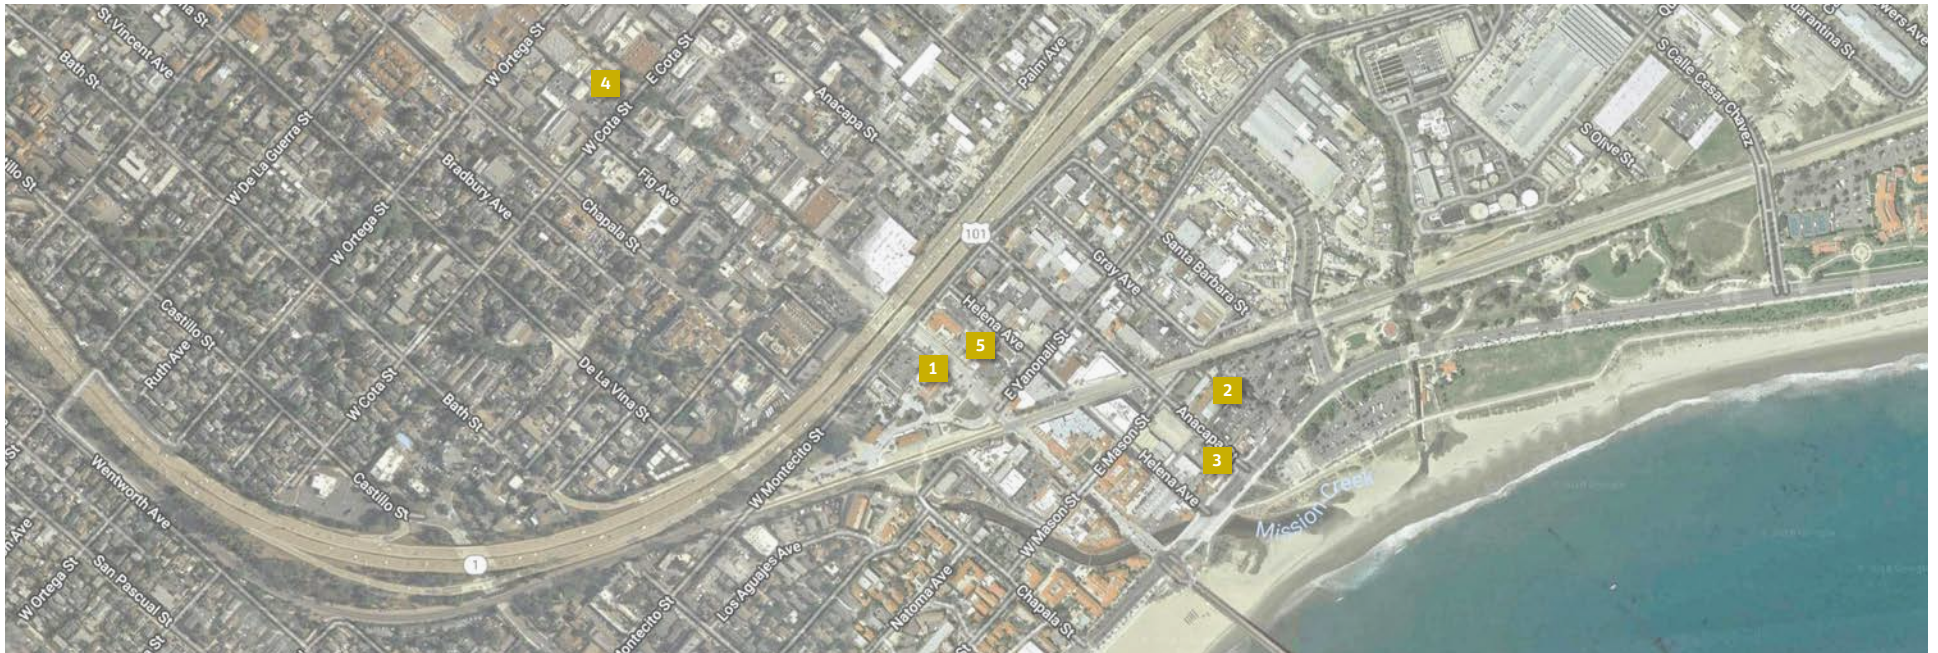 St Vincent Ave
Bath St
W Ortega St
4
E Cota St
W Cota St
Palm Ave
Anacapa St
S Calle Cesar Chavez
S Olive St
Quarantina St
W De La Guerra St
Bradbury Ave
Fig Ave
Chapala St
W Ortega St
101
Gray Ave
Santa Barbara St
Castillo St
Ruth Ave
W Cota St
Bath St
De La Vina St
Helena Ave
5
1
E Yanonali St
2
Anacapa
3
E Mason St
Helena Ave
W Montecito St
Mission Creek
Wentworth Ave
Castillo St
W Mason St
1
Los Aguajes Ave
Natoma Ave
Chapala St
W Ortega St
San Pascual St
Montecito St